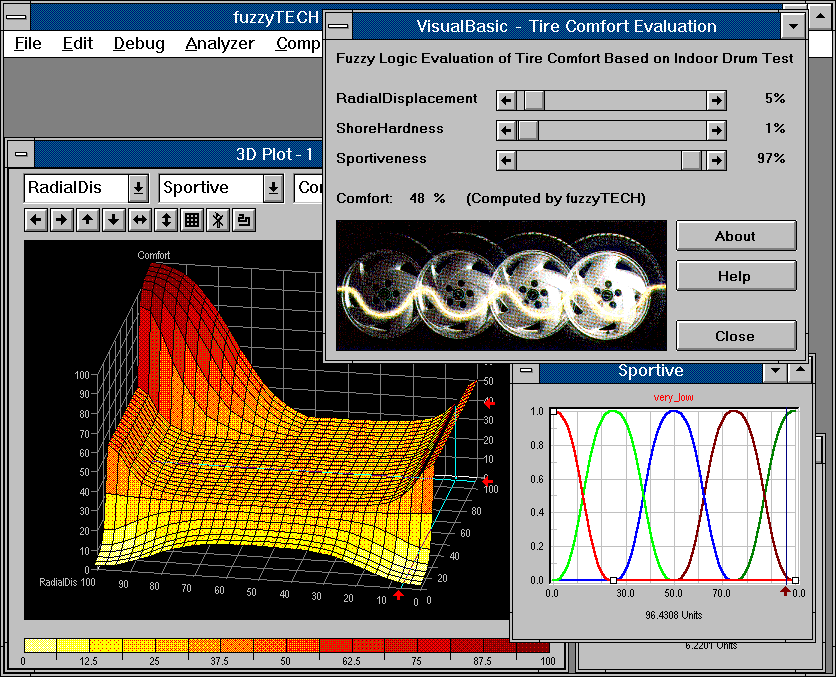 fuzzyTECH
VisualBasic - Tire Comfort Evaluation
File Edit Debug Analyzer Comp
Fuzzy Logic Evaluation of Tire Comfort Based on Indoor Drum Test
RadialDisplacement 5%
ShoreHardness 1%
Sportiveness 97%
Comfort: 48 % (Computed by fuzzyTECH)
About
Help
Close
3D Plot - 1
RadialDis Sportive Co
Comfort
100
90
80
70
60
50
40
30
20
10
0
50
40
30
20
10
100
80
60
40
20
0
RadialDis 100 90 80 70 60 50 40 30 20 10 0
0 12.5 25 37.5 50 62.5 75 87.5 100
Sportive
very_low
1.0
0.8
0.6
0.4
0.2
0.0
0.0 30.0 50.0 70.0 0.0
96.4308 Units
6.2201 Units